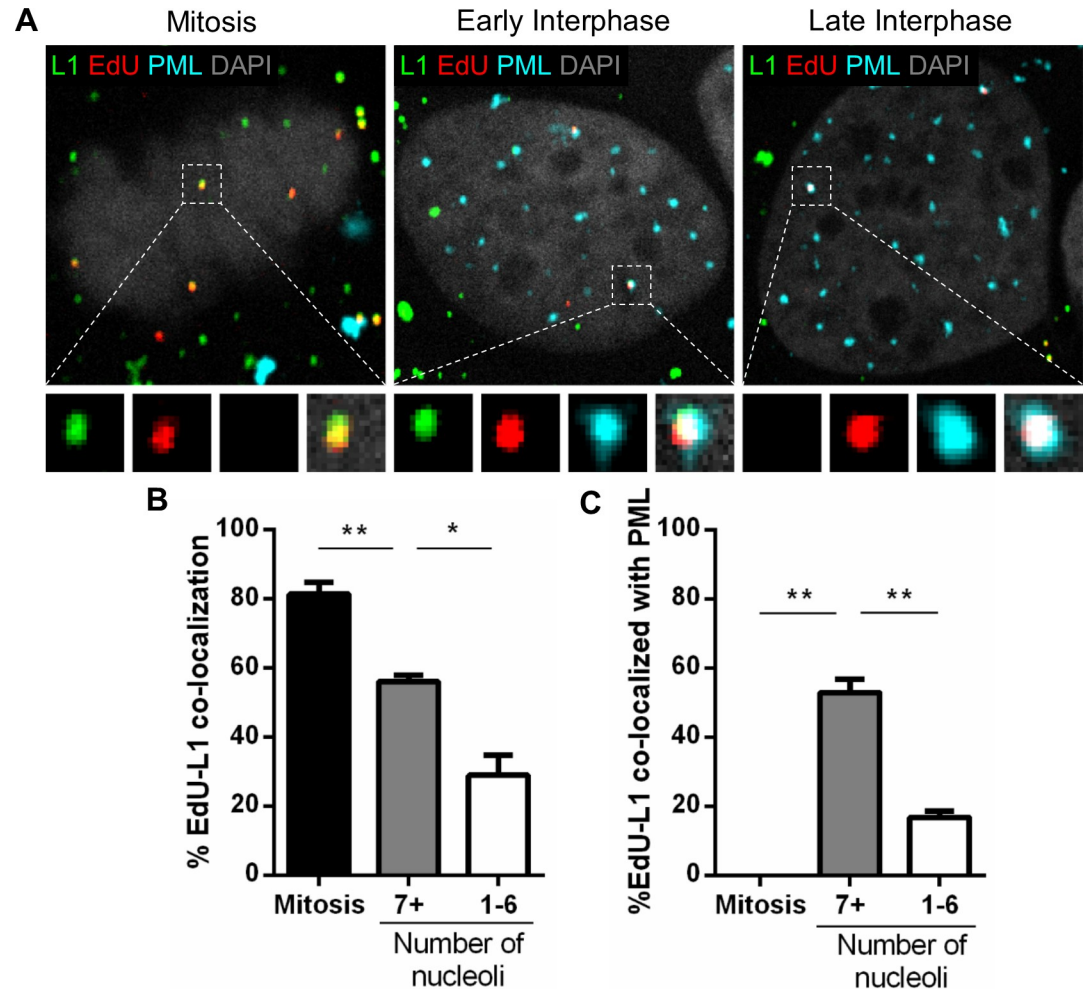 A
Mitosis
Early Interphase
Late Interphase
L1 EdU PML DAPI
L1 EdU PML DAPI
L1 EdU PML DAPI
B
% EdU-L1 co-localization
100
80
60
40
20
0
**
*
Mitosis
7+
1-6
Number of
nucleoli
C
%EdU-L1 co-localized with PML
100
80
60
40
20
0
**
**
Mitosis
7+
1-6
Number of
nucleoli